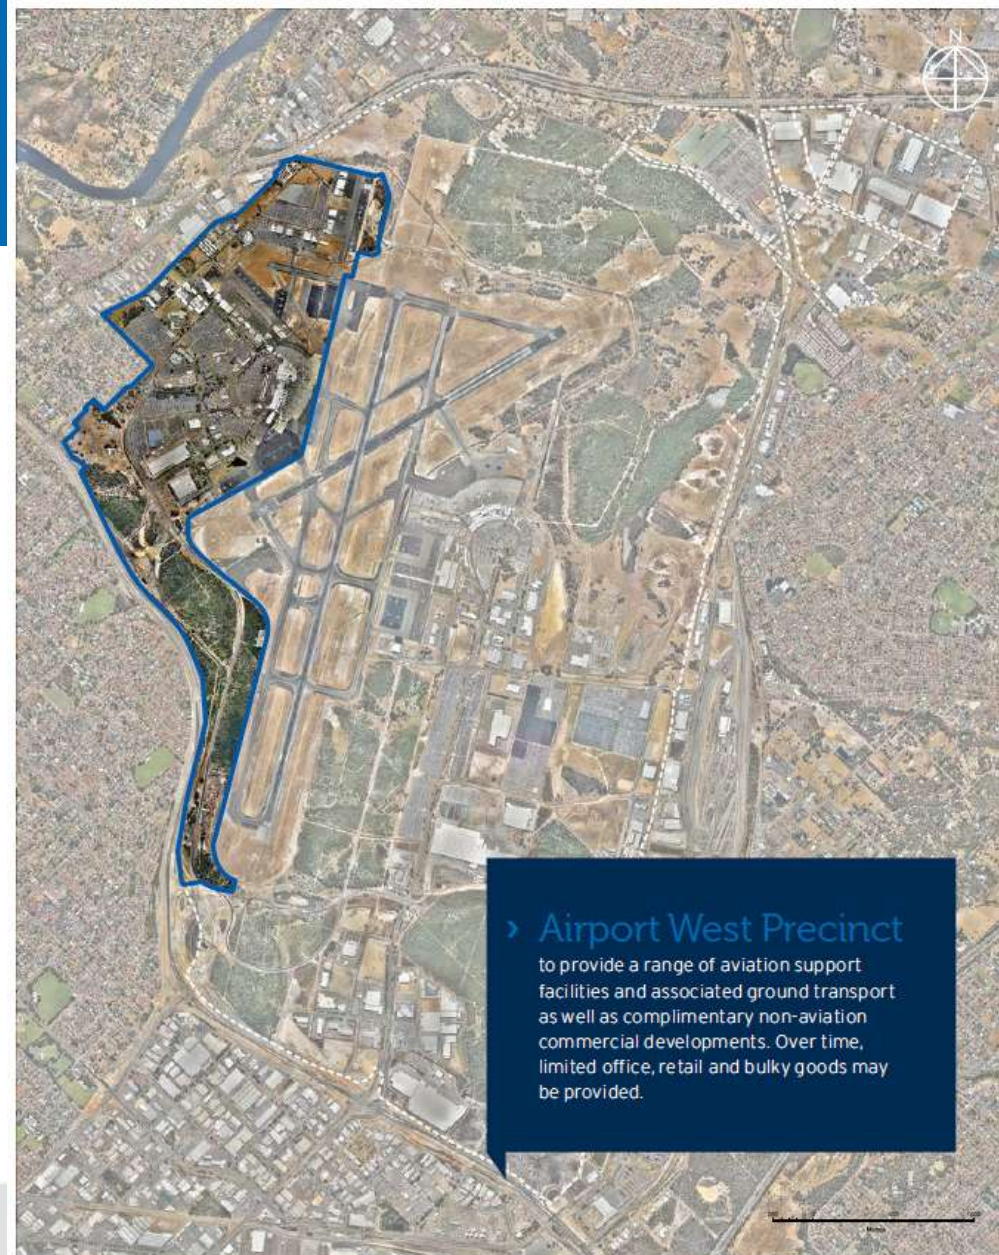 N
› Airport West Precinct
to provide a range of aviation support
facilities and associated ground transport
as well as complimentary non-aviation
commercial developments. Over time,
limited office, retail and bulky goods may
be provided.